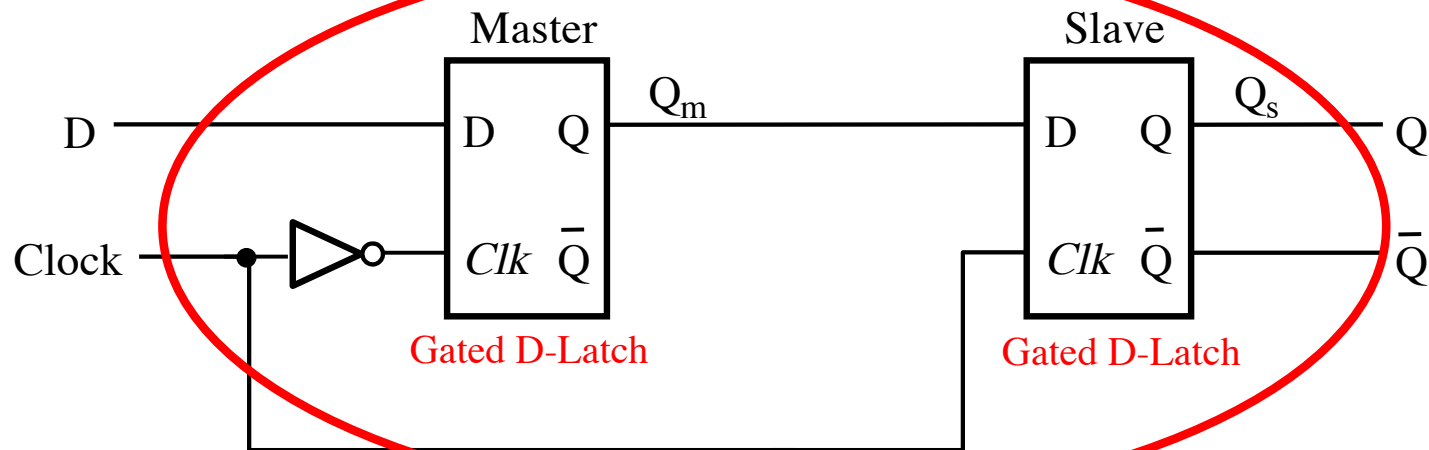 Master Slave
Qm Qs
D D Q D Q Q
Clock Clk Q̅ Clk Q̅ Q̅
Gated D-Latch Gated D-Latch